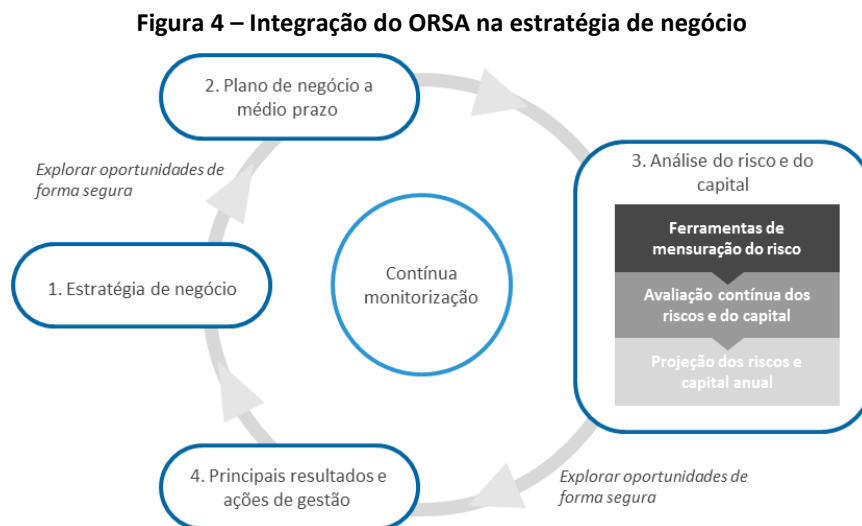 Figura 4 – Integração do ORSA na estratégia de negócio
2. Plano de negócio a
médio prazo
Explorar oportunidades de
forma segura
1. Estratégia de negócio
Contínua
monitorização
3. Análise do risco e do
capital
Ferramentas de
mensuração do risco
Avaliação contínua dos
riscos e do capital
Projeção dos riscos e
capital anual
4. Principais resultados e
ações de gestão
Explorar oportunidades de
forma segura